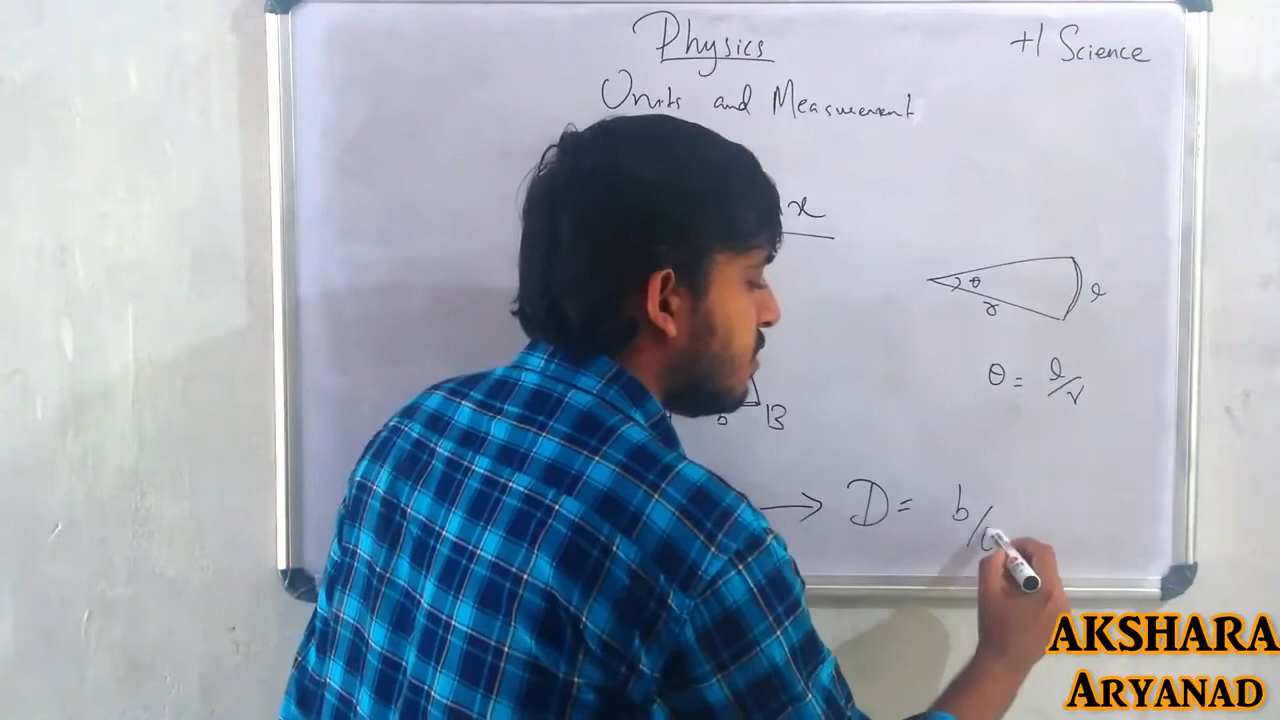 Physics
+1 Science
Units and Measurement
x
θ
r
l
θ = l/r
b
B
→ D = b/
AKSHARA
ARYANAD